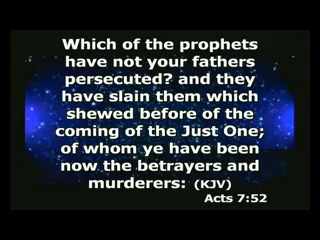 Which of the prophets
have not your fathers
persecuted? and they
have slain them which
shewed before of the
coming of the Just One;
of whom ye have been
now the betrayers and
murderers: (KJV)
Acts 7:52